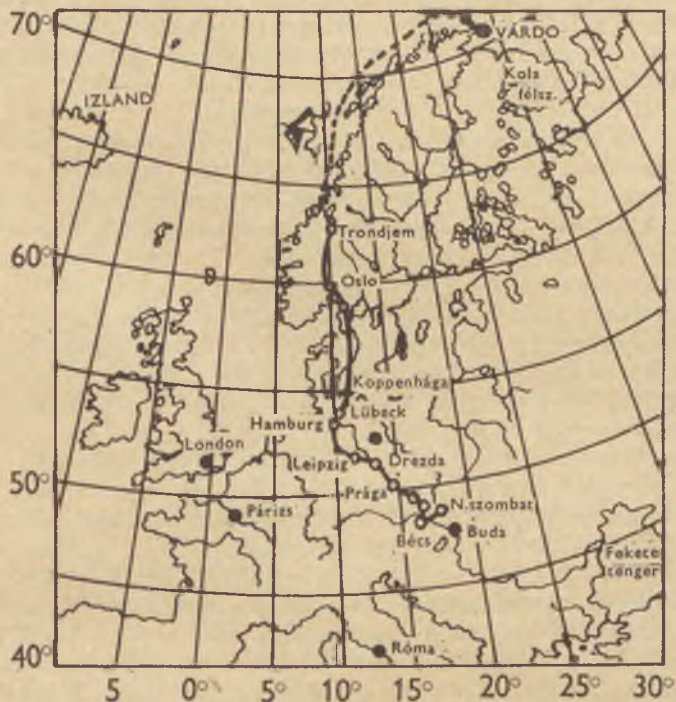 70°
VÁRDO
IZLAND
Kola
félsz.
Trondjem
60°
Oslo
Koppenhága
Lübeck
Hamburg
London
Leipzig
Drezda
50°
Prága
N.szombat
Párizs
Bécs
Buda
Fekete
tenger
Róma
40°
5 0° 5° 10° 15° 20° 25° 30°